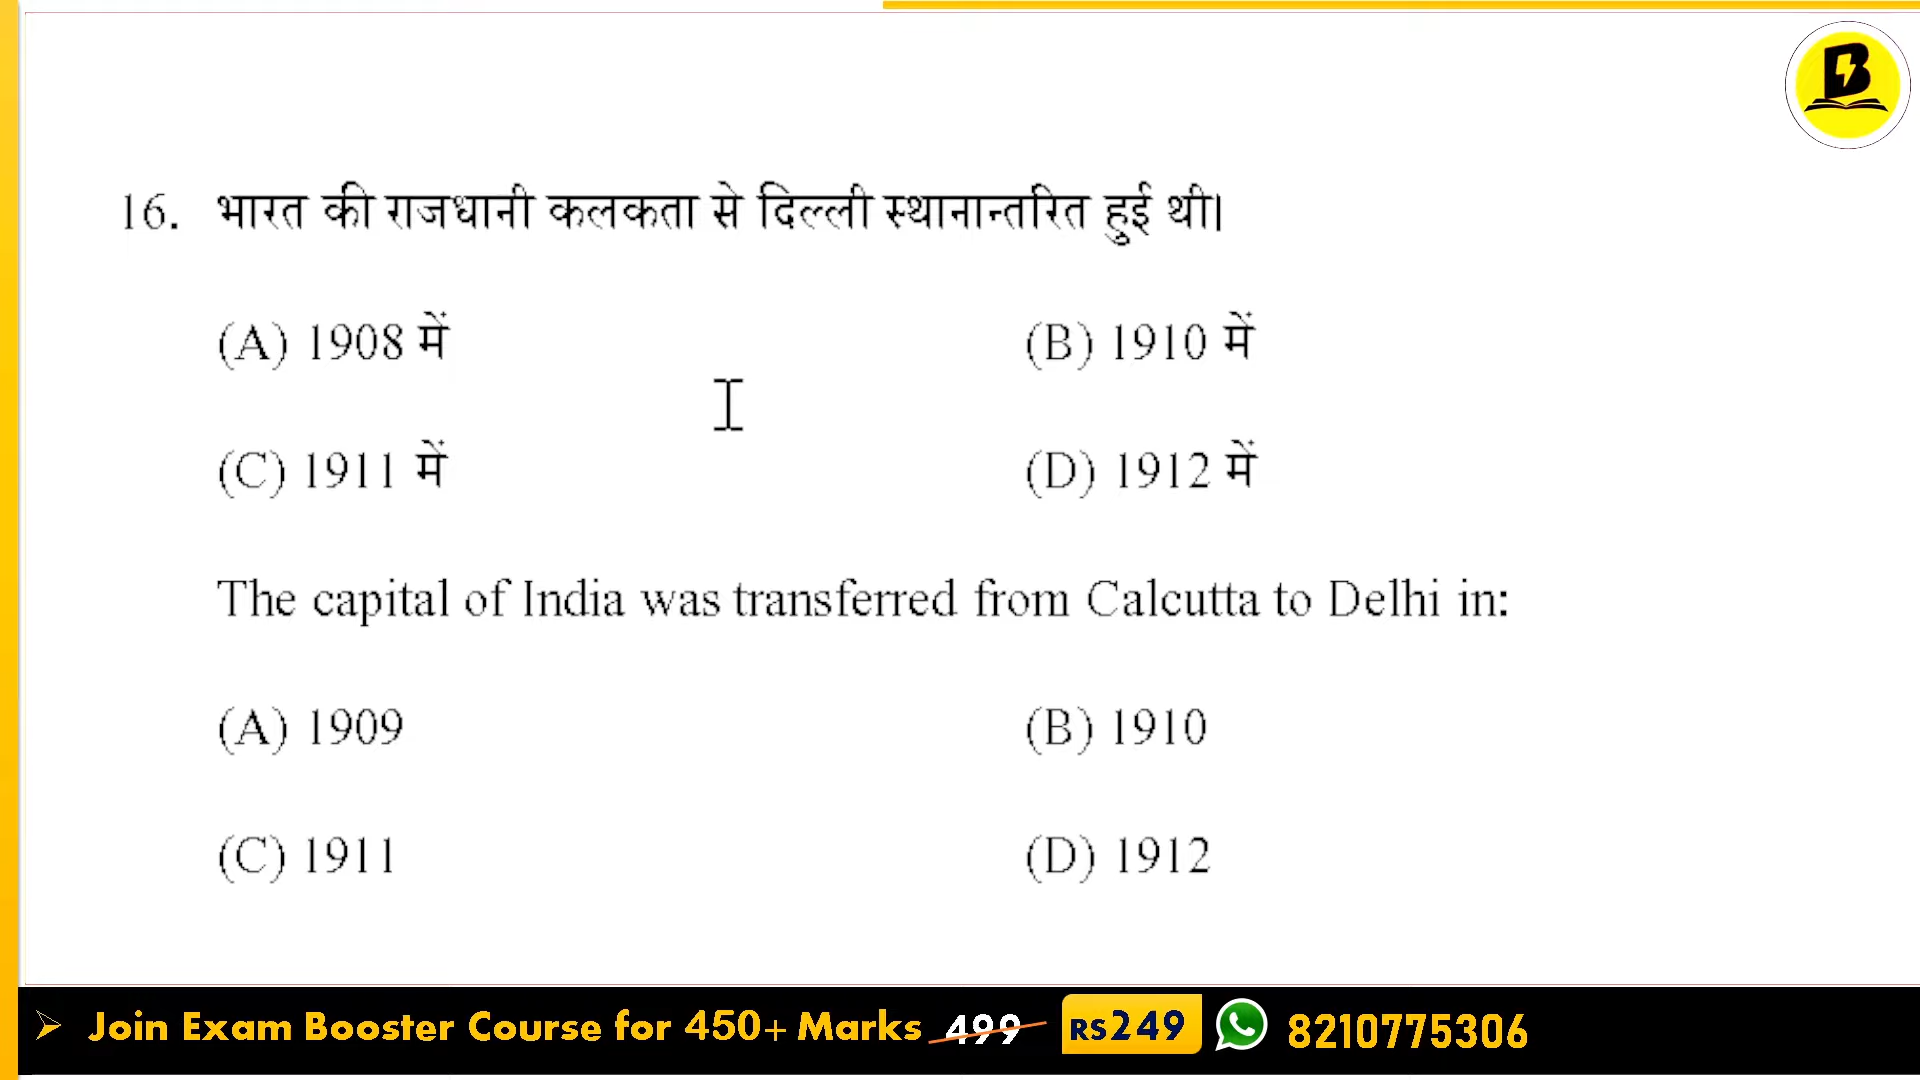 16. भारत की राजधानी कलकता से दिल्ली स्थानान्तरित हुई थी।
(A) 1908 में (B) 1910 में
(C) 1911 में (D) 1912 में
The capital of India was transferred from Calcutta to Delhi in:
(A) 1909 (B) 1910
(C) 1911 (D) 1912
➢ Join Exam Booster Course for 450+ Marks 499 RS249 8210775306